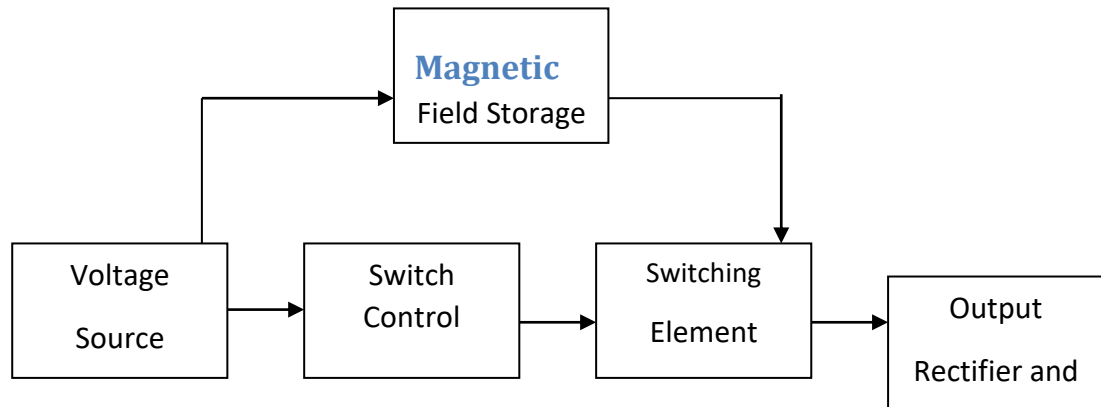 Magnetic
Field Storage
Voltage
Source
Switch
Control
Switching
Element
Output
Rectifier and